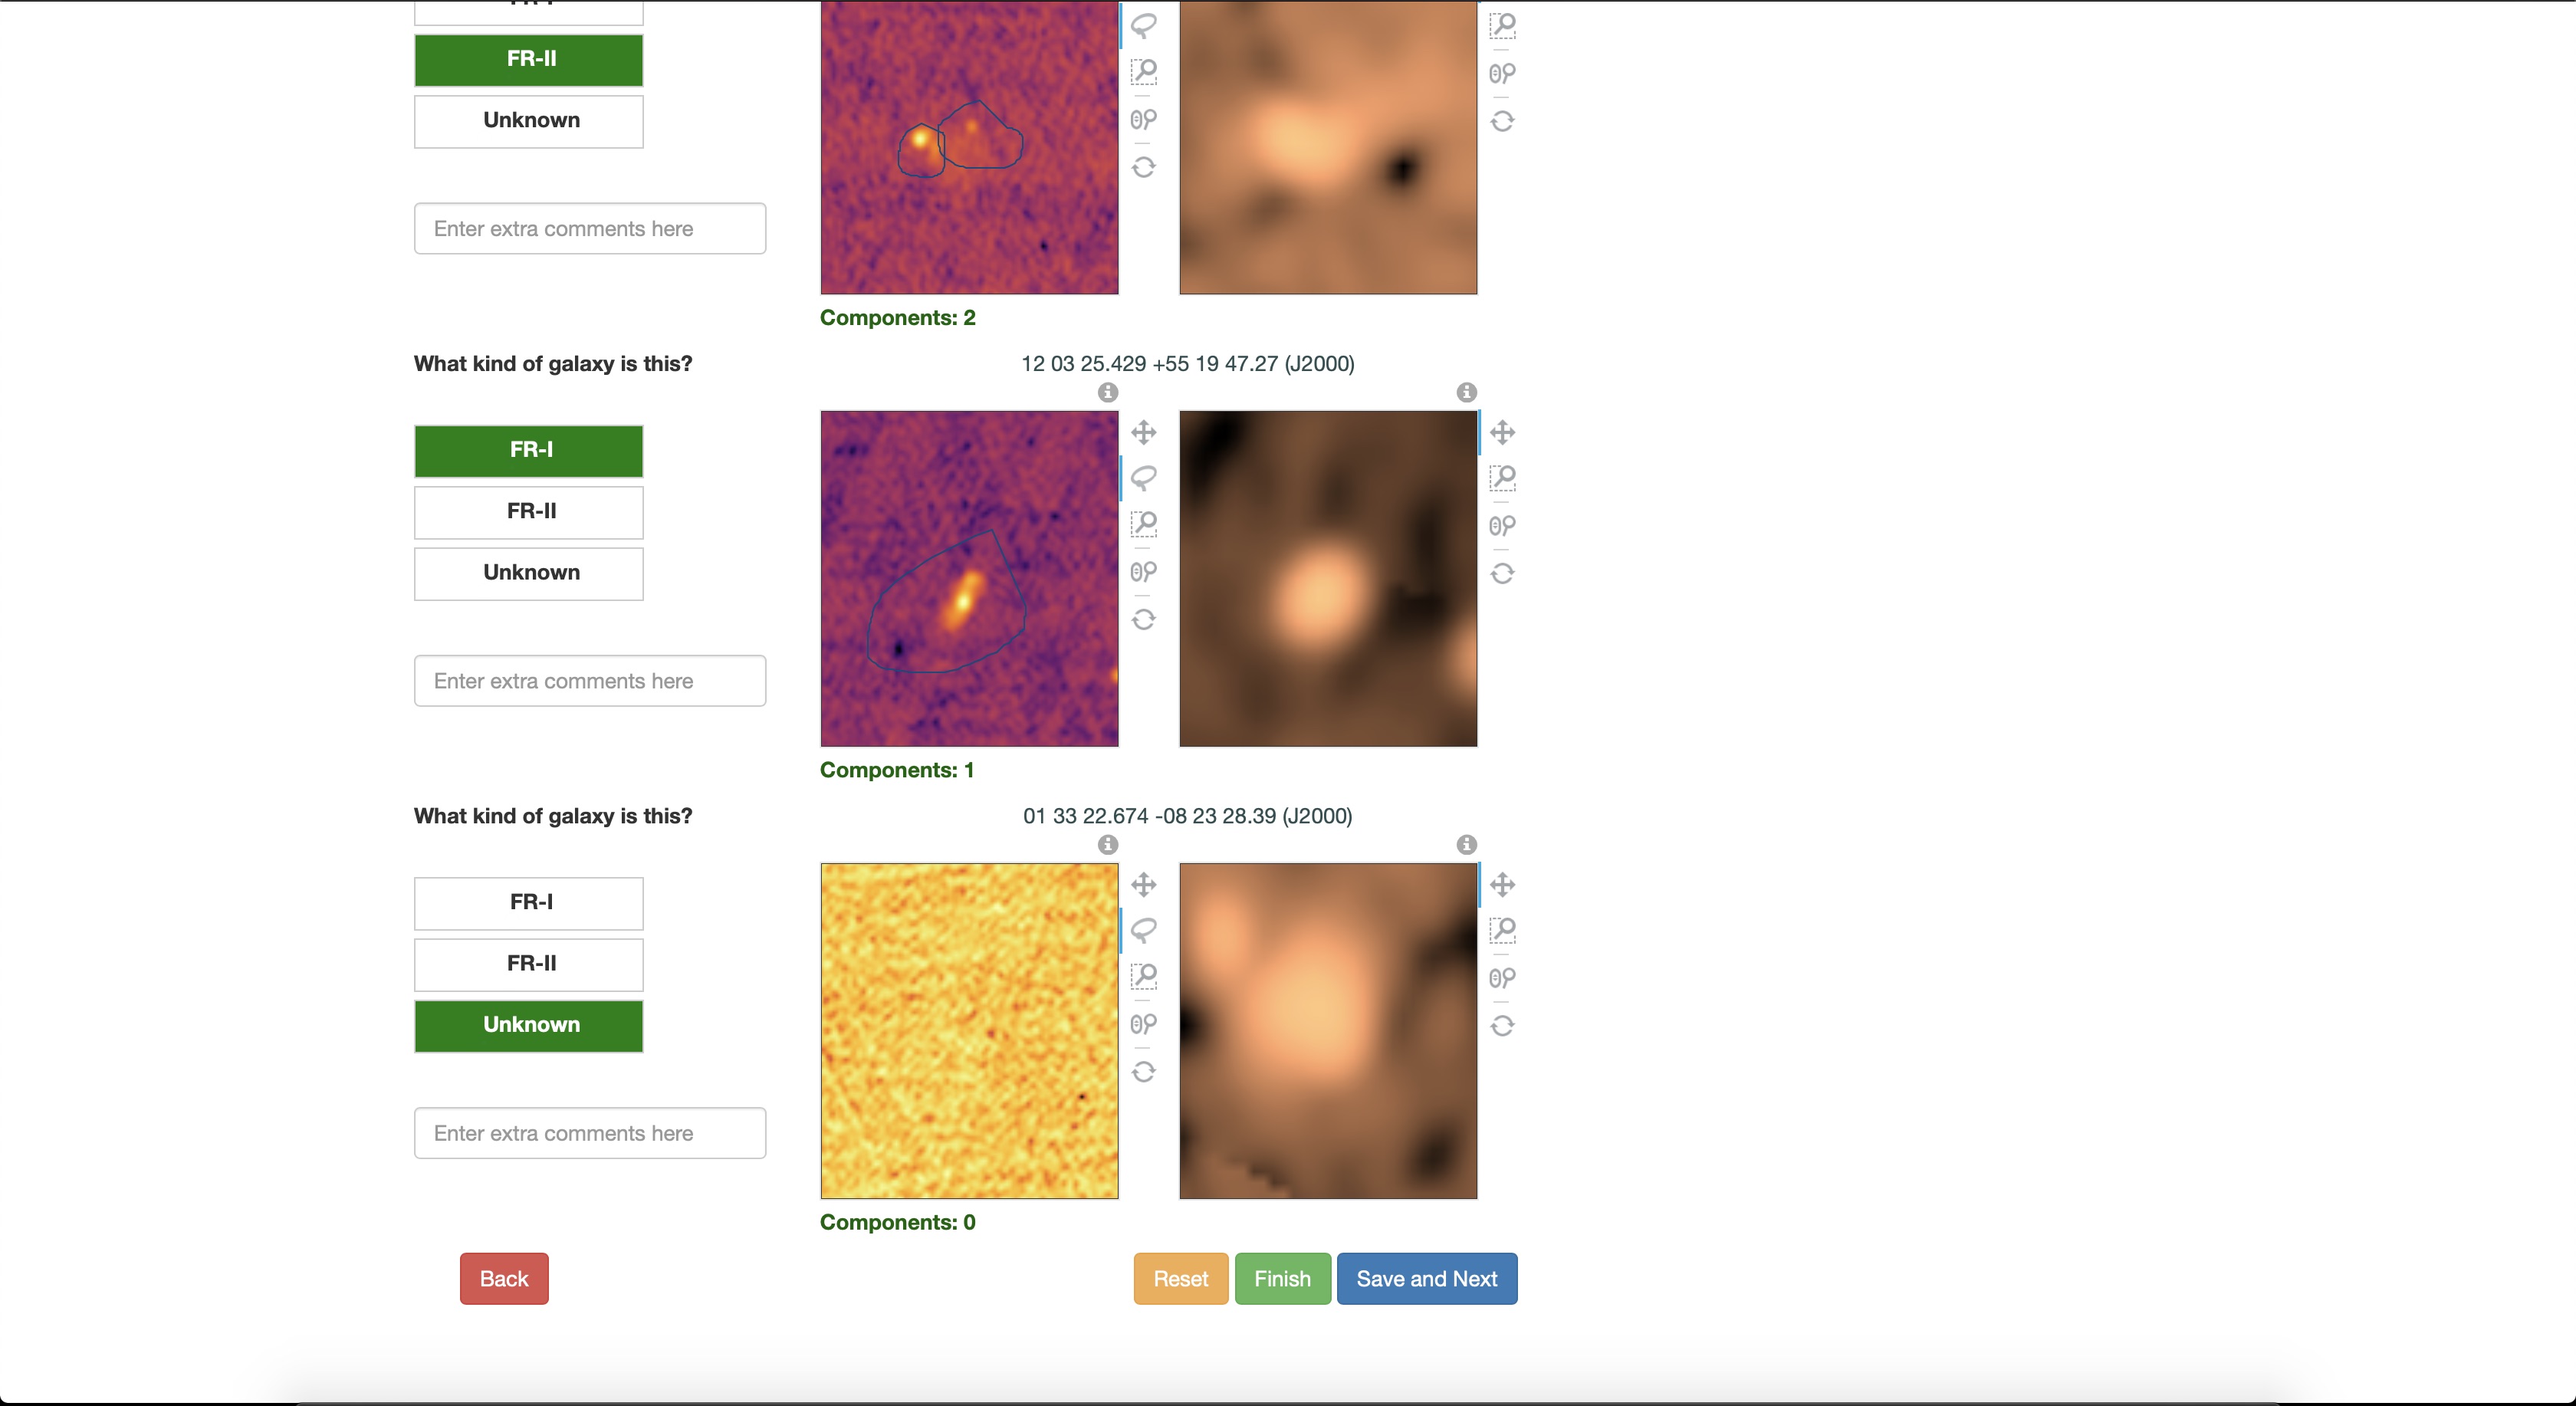 FR-II
Unknown
Enter extra comments here
Components: 2
What kind of galaxy is this?
12 03 25.429 +55 19 47.27 (J2000)
FR-I
FR-II
Unknown
Enter extra comments here
Components: 1
What kind of galaxy is this?
01 33 22.674 -08 23 28.39 (J2000)
FR-I
FR-II
Unknown
Enter extra comments here
Components: 0
Back
Reset
Finish
Save and Next